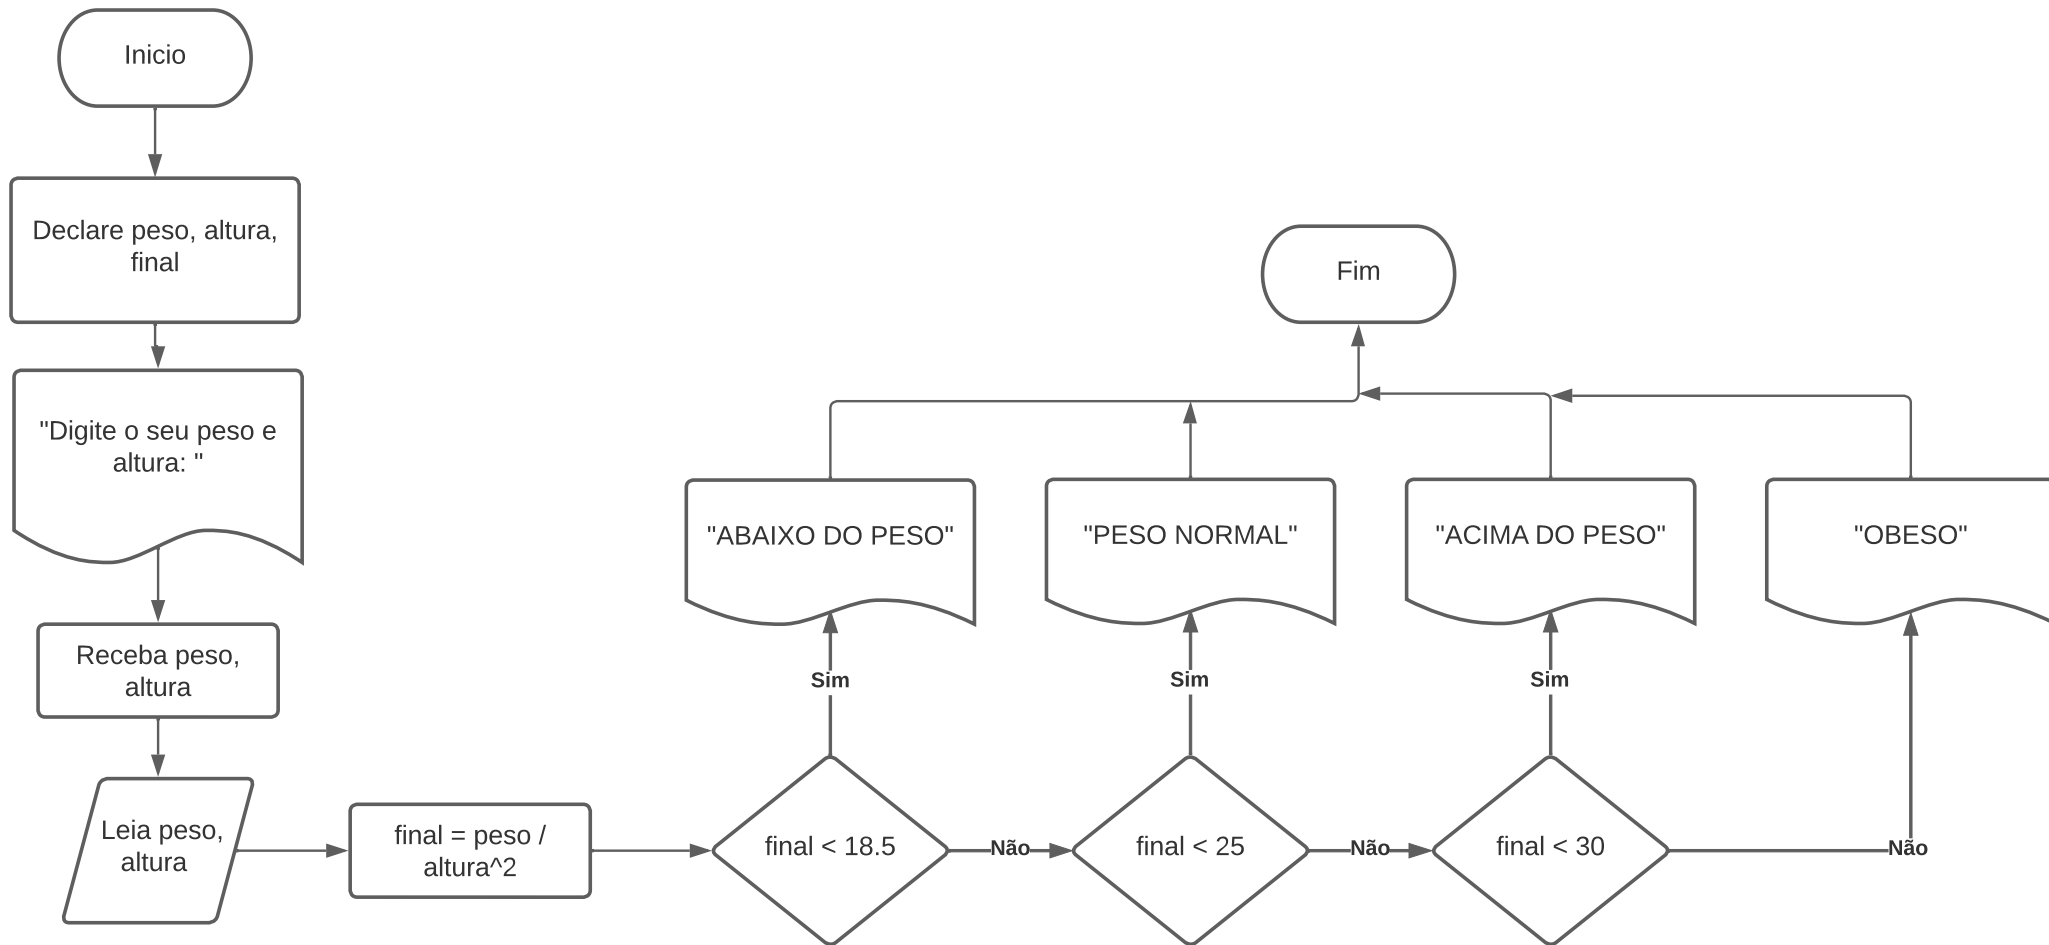 Inicio
Declare peso, altura,
final
"Digite o seu peso e
altura: "
Receba peso,
altura
Leia peso,
altura
final = peso /
altura^2
final < 18.5
Sim
"ABAIXO DO PESO"
Não
final < 25
Sim
"PESO NORMAL"
Não
final < 30
Sim
"ACIMA DO PESO"
Não
"OBESO"
Fim